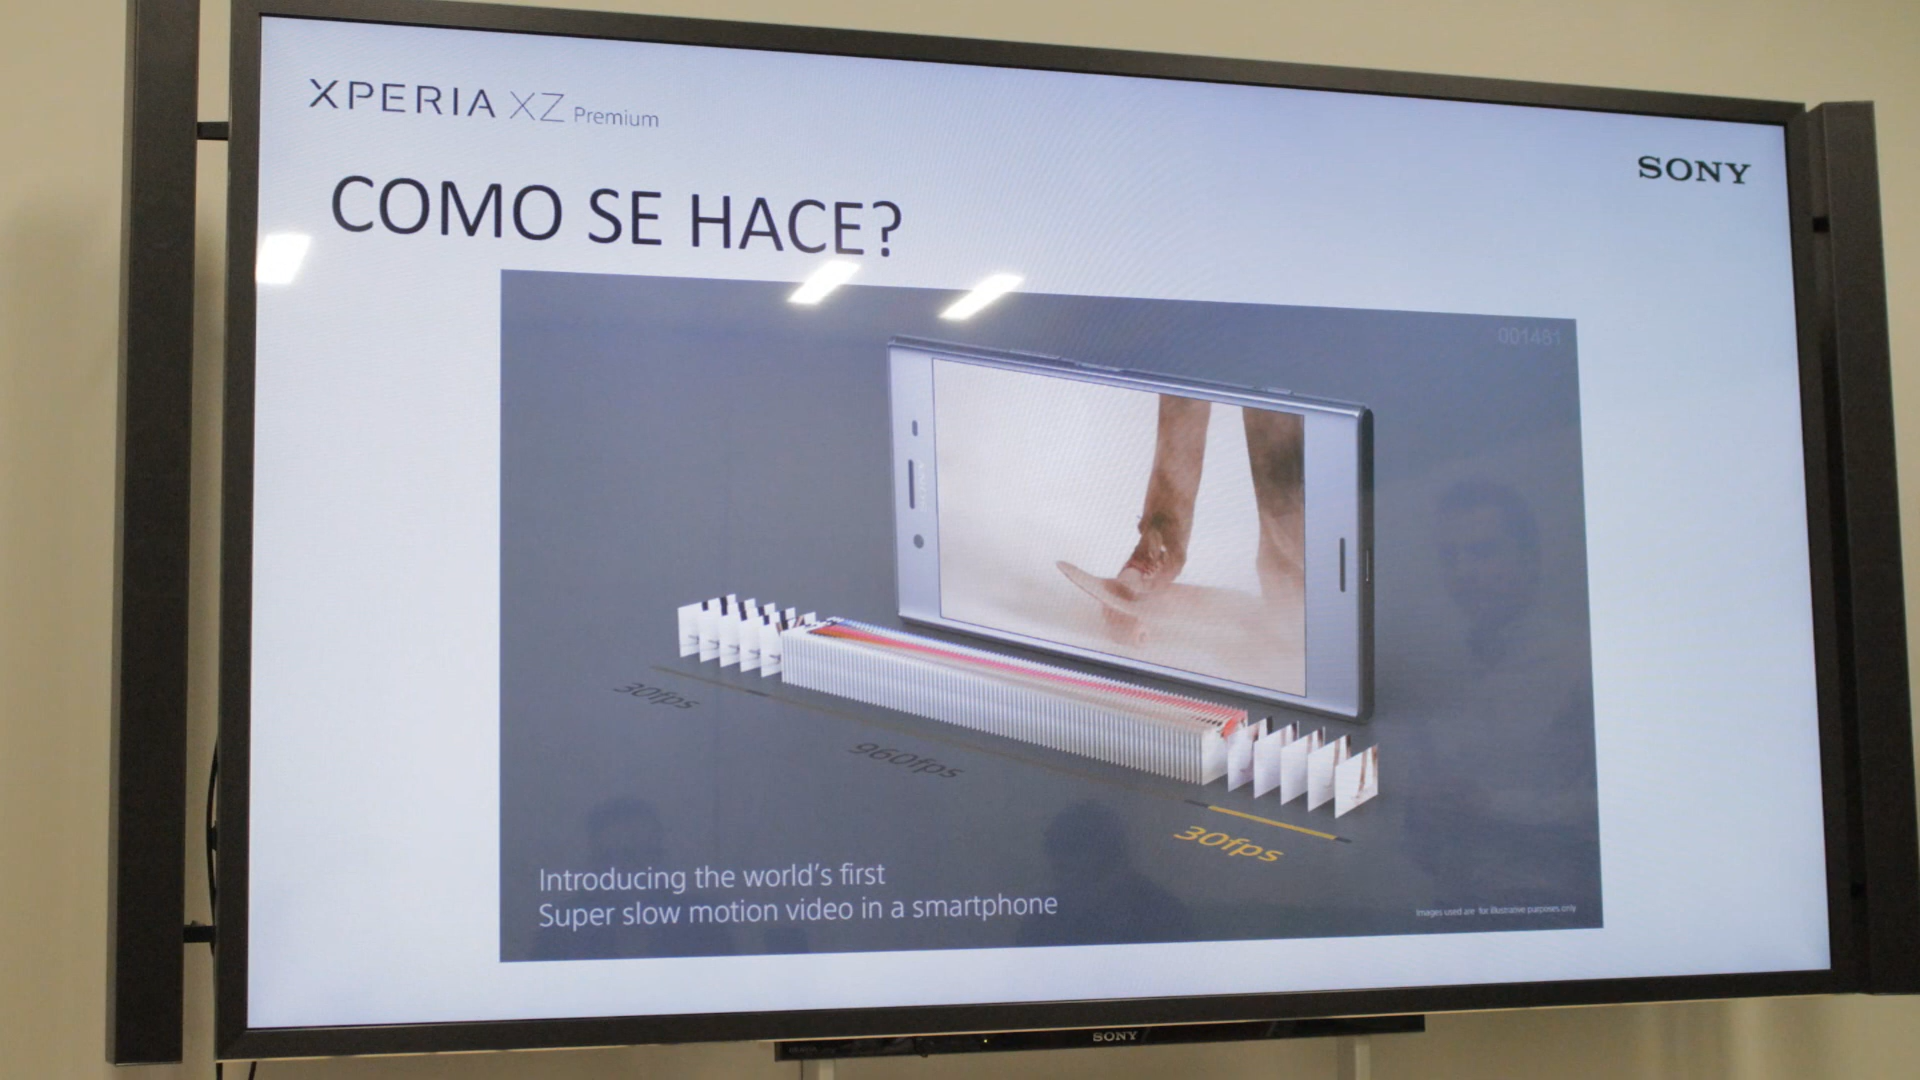 XPERIA XZ Premium
SONY
COMO SE HACE?
001481
30fps
960fps
30fps
Introducing the world's first
Super slow motion video in a smartphone
Images used are for illustrative purposes only
SONY